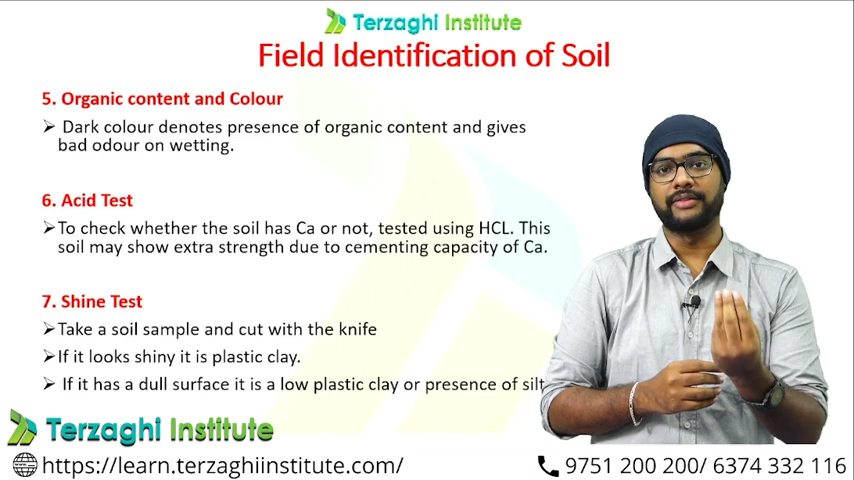 Terzaghi Institute
Field Identification of Soil
5. Organic content and Colour
➢ Dark colour denotes presence of organic content and gives
bad odour on wetting.
6. Acid Test
➢To check whether the soil has Ca or not, tested using HCL. This
soil may show extra strength due to cementing capacity of Ca.
7. Shine Test
➢Take a soil sample and cut with the knife
➢If it looks shiny it is plastic clay.
➢ If it has a dull surface it is a low plastic clay or presence of silt
Terzaghi Institute
https://learn.terzaghiinstitute.com/
9751 200 200/ 6374 332 116